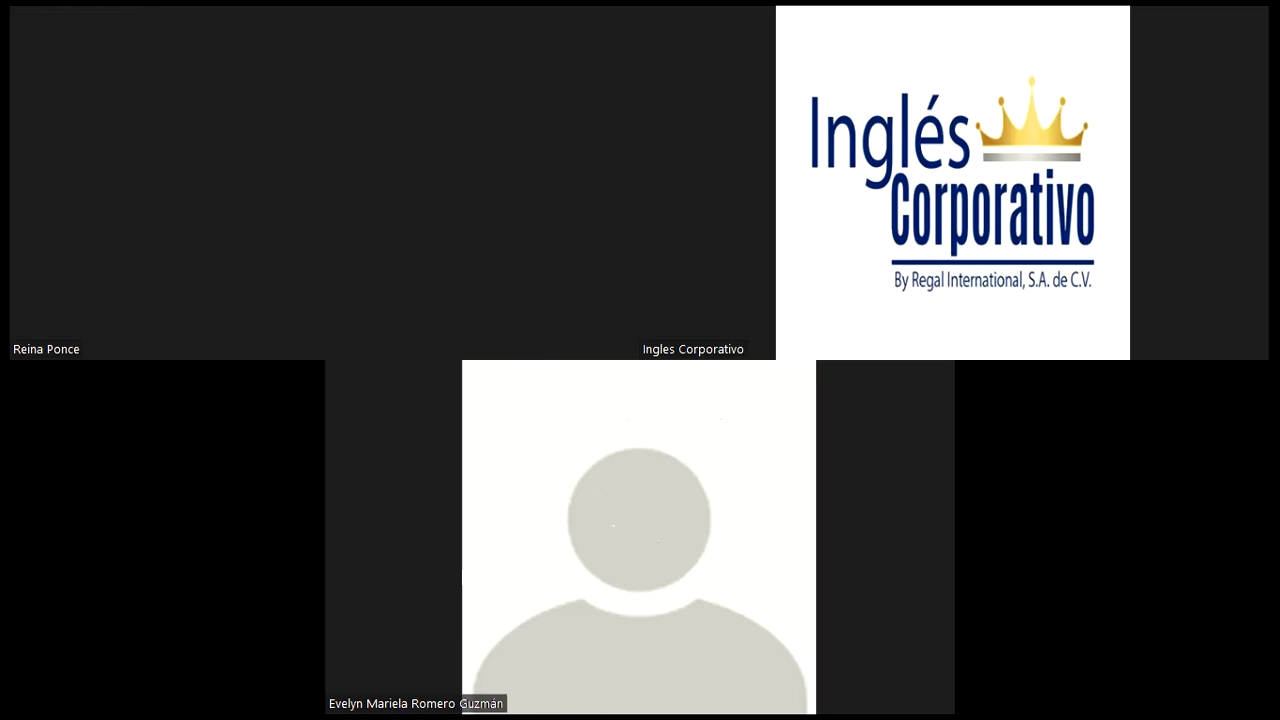 Inglés
Corporativo
By Regal International, S.A. de C.V.
Reina Ponce
Ingles Corporativo
Evelyn Mariela Romero Guzmán